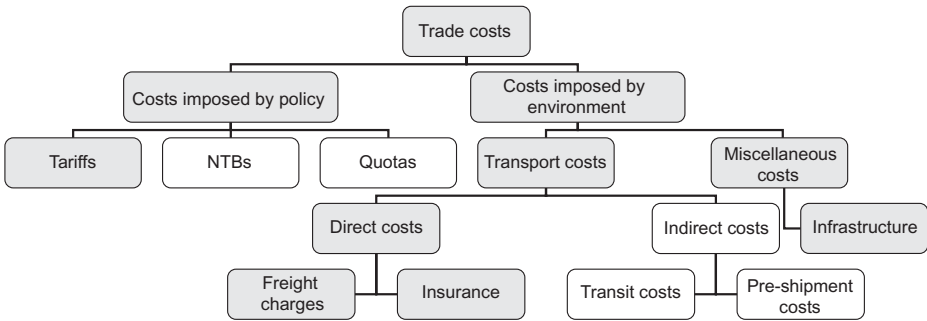 Trade costs
Costs imposed by policy
Costs imposed by
environment
Tariffs
NTBs
Quotas
Transport costs
Miscellaneous
costs
Direct costs
Indirect costs
Infrastructure
Freight
charges
Insurance
Transit costs
Pre-shipment
costs